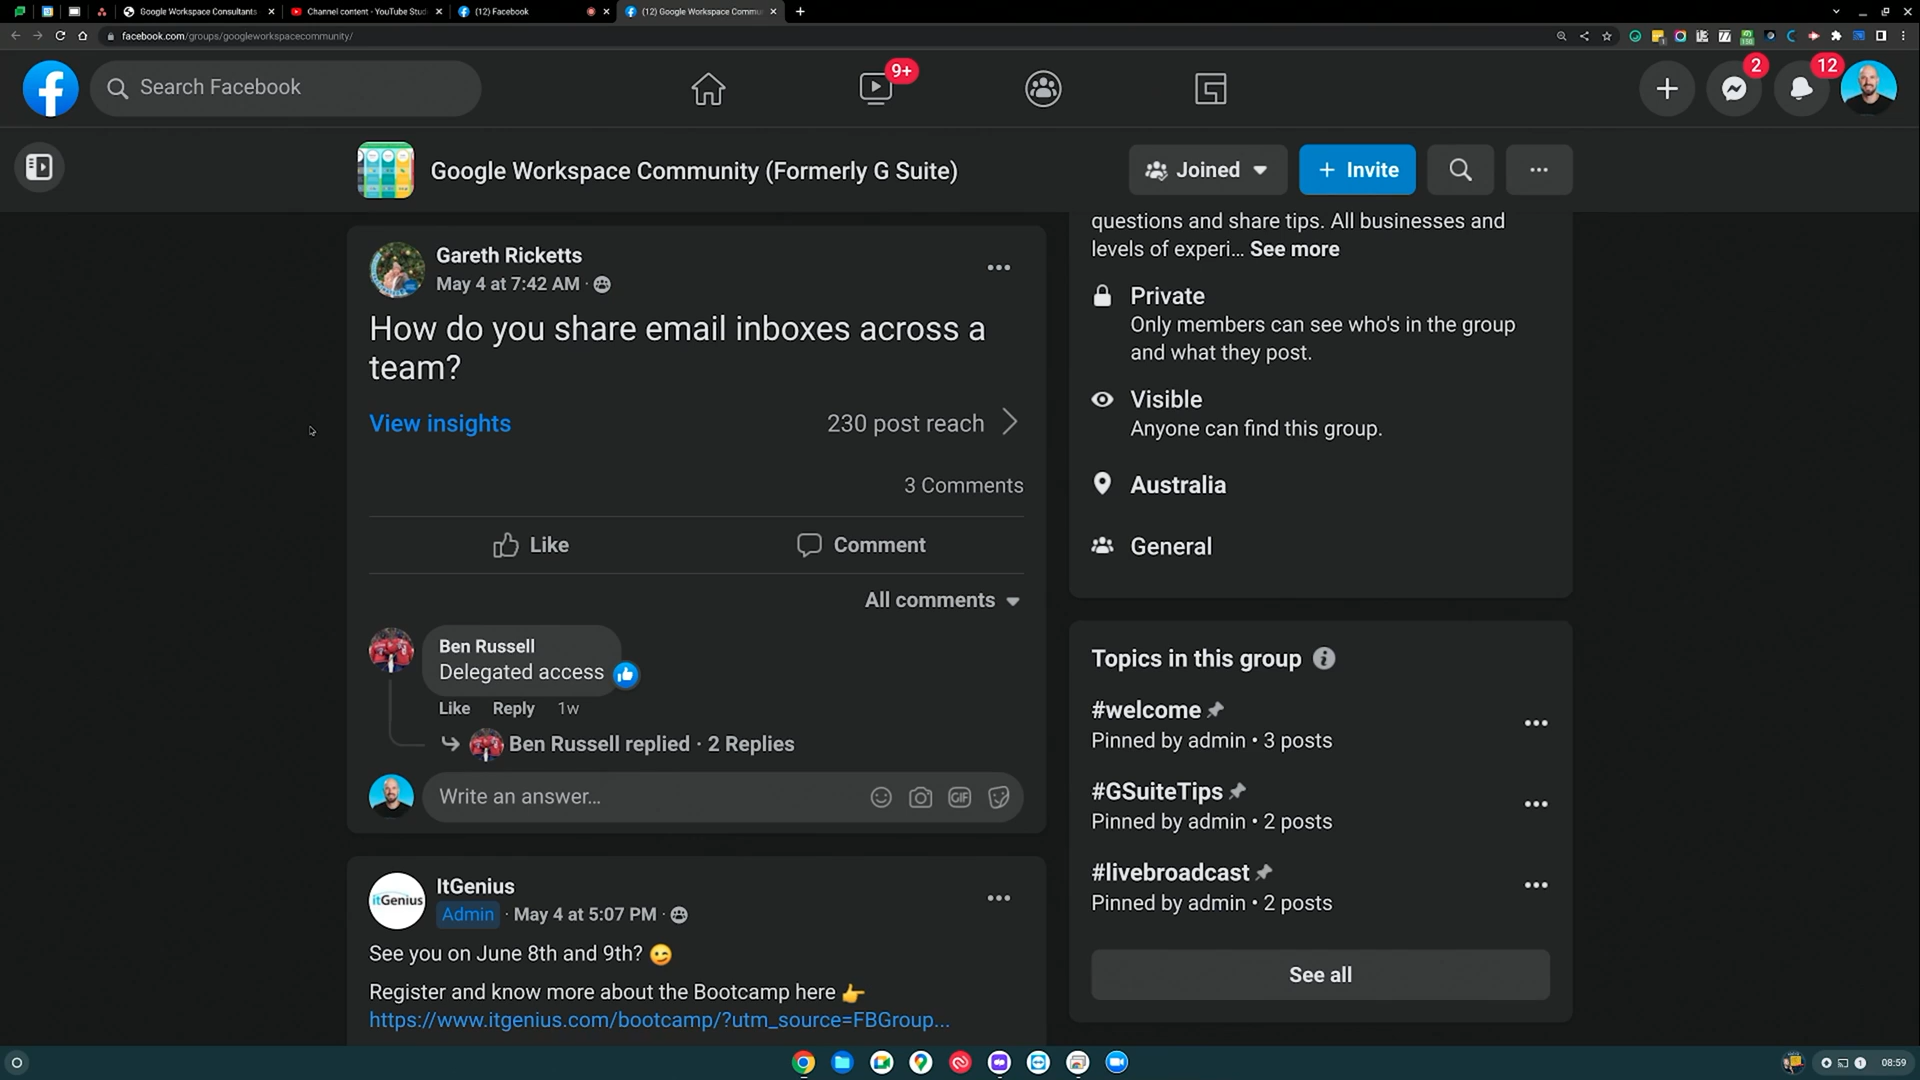 Google Workspace Consultants
Channel content - YouTube Stud
(12) Facebook
(12) Google Workspace Commu
facebook.com/groups/googleworkspacecommunity/
Search Facebook
9+
2
12
Google Workspace Community (Formerly G Suite)
Joined
+ Invite
Gareth Ricketts
May 4 at 7:42 AM ·
How do you share email inboxes across a
team?
View insights
230 post reach
3 Comments
Like
Comment
All comments
Ben Russell
Delegated access
Like Reply 1w
Ben Russell replied · 2 Replies
Write an answer...
GIF
itGenius
ItGenius
Admin · May 4 at 5:07 PM ·
See you on June 8th and 9th? 😉
Register and know more about the Bootcamp here 👉
https://www.itgenius.com/bootcamp/?utm_source=FBGroup...
questions and share tips. All businesses and
levels of experi... See more
Private
Only members can see who's in the group
and what they post.
Visible
Anyone can find this group.
Australia
General
Topics in this group
#welcome
Pinned by admin • 3 posts
#GSuiteTips
Pinned by admin • 2 posts
#livebroadcast
Pinned by admin • 2 posts
See all
08:59